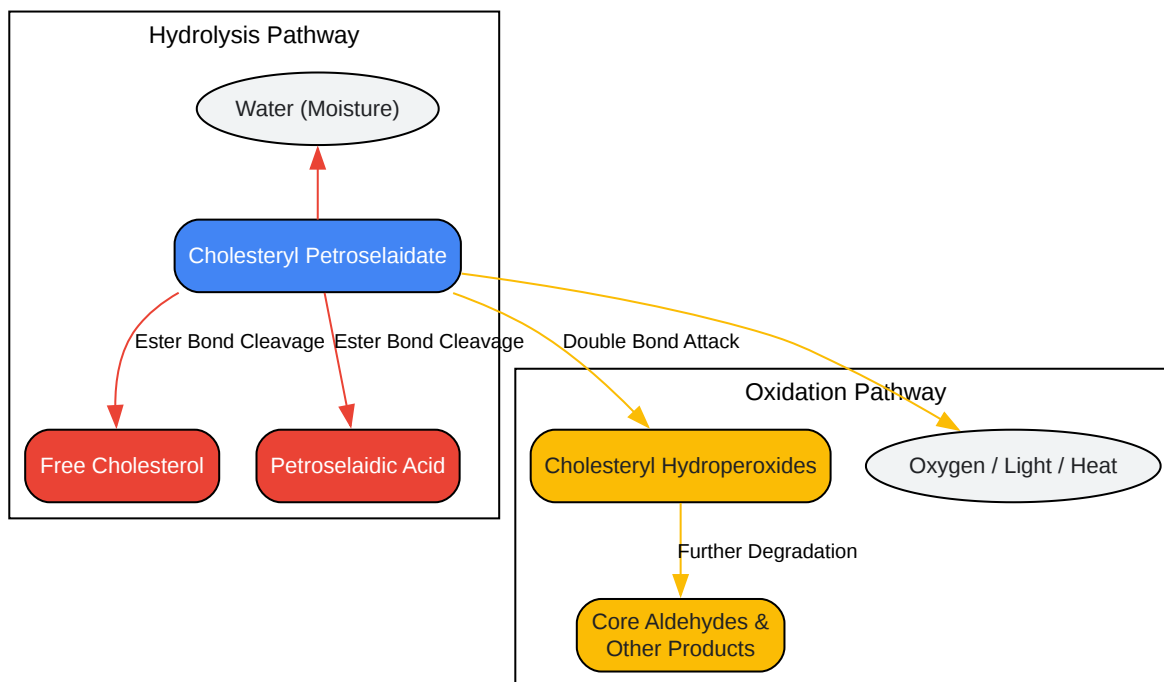 Hydrolysis Pathway
Water (Moisture)
Cholesteryl Petroselaidate
Ester Bond Cleavage
Ester Bond Cleavage
Double Bond Attack
Oxidation Pathway
Free Cholesterol
Petroselaidic Acid
Cholesteryl Hydroperoxides
Oxygen / Light / Heat
Further Degradation
Core Aldehydes &
Other Products